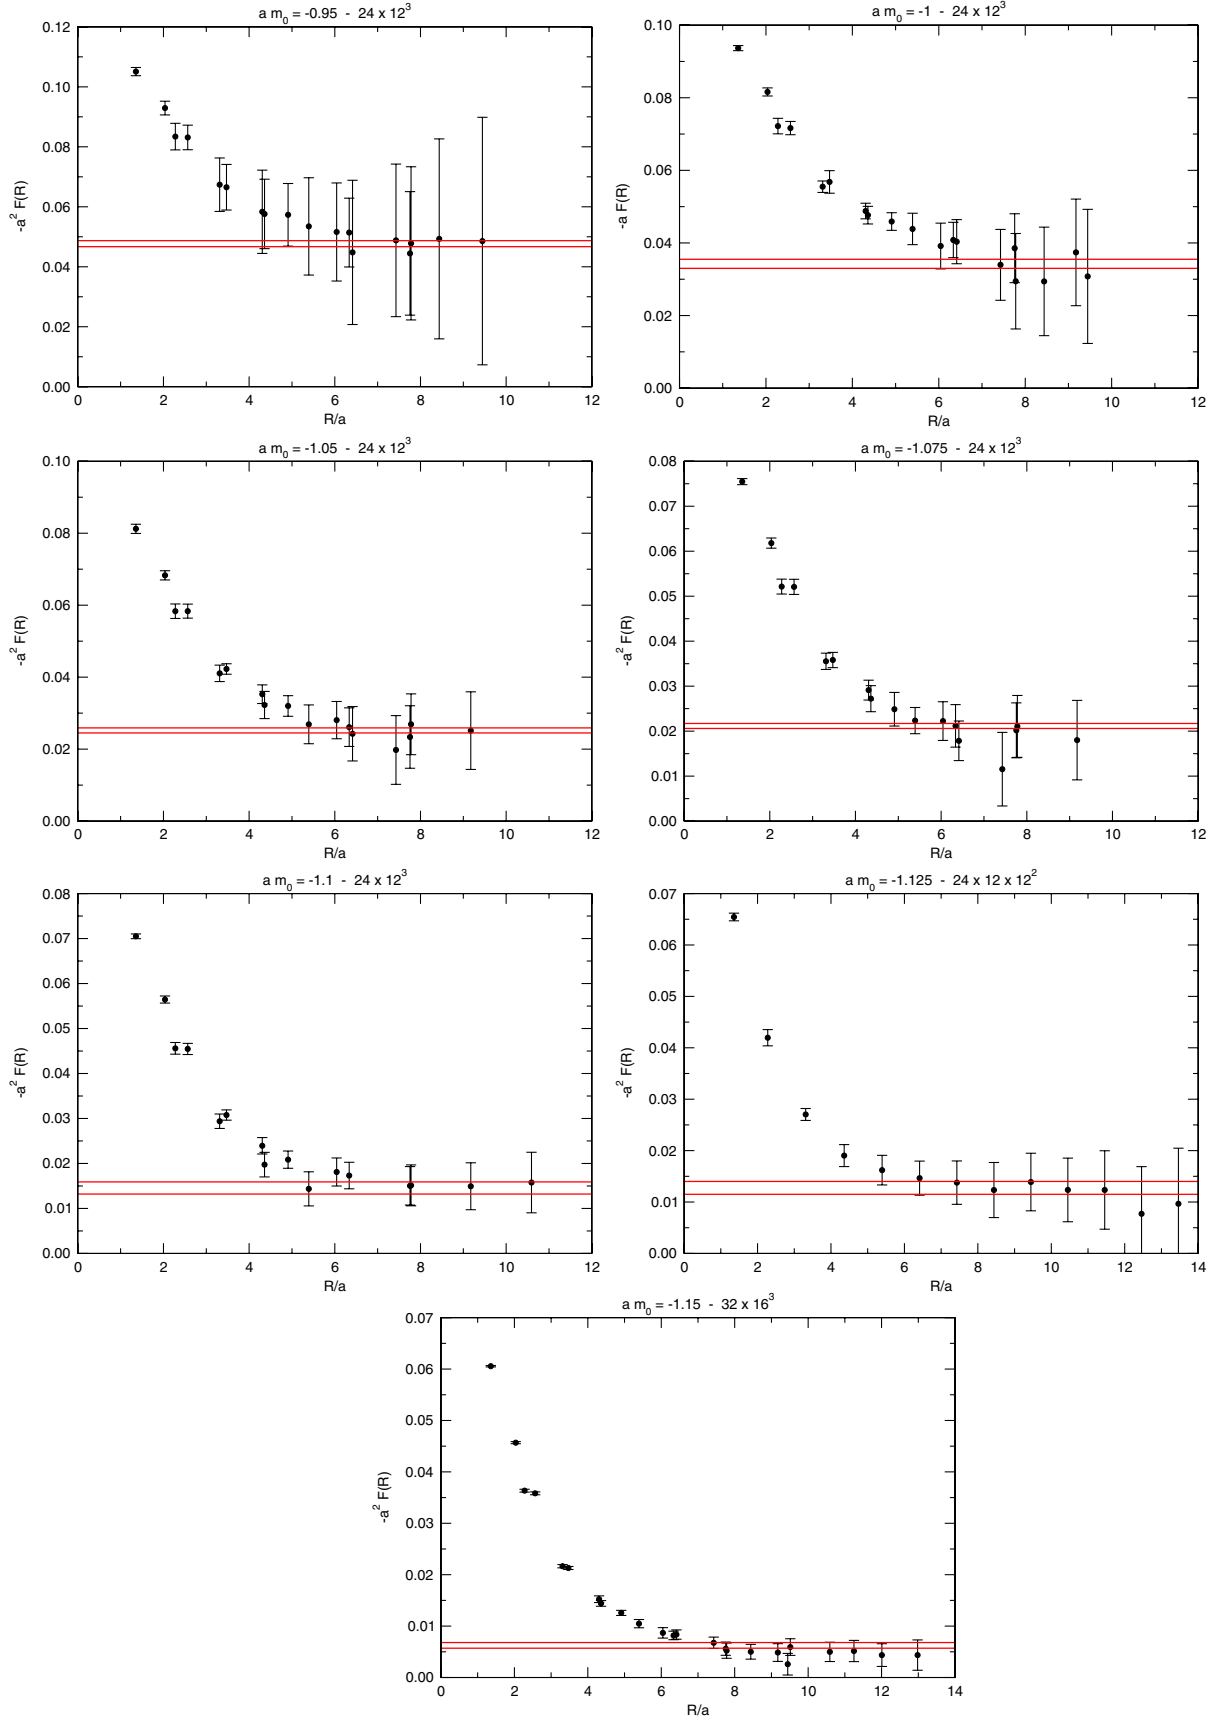 a m₀ = -0.95 - 24 x 12³
0.12
0.10
0.08
0.06
0.04
0.02
0.00
-a² F(R)
0 2 4 6 8 10 12
R/a
a m₀ = -1 - 24 x 12³
0.10
0.08
0.06
0.04
0.02
0.00
-a F(R)
0 2 4 6 8 10 12
R/a
a m₀ = -1.05 - 24 x 12³
0.10
0.08
0.06
0.04
0.02
0.00
-a² F(R)
0 2 4 6 8 10 12
R/a
a m₀ = -1.075 - 24 x 12³
0.08
0.07
0.06
0.05
0.04
0.03
0.02
0.01
0.00
-a² F(R)
0 2 4 6 8 10 12
R/a
a m₀ = -1.1 - 24 x 12³
0.08
0.07
0.06
0.05
0.04
0.03
0.02
0.01
0.00
-a² F(R)
0 2 4 6 8 10 12
R/a
a m₀ = -1.125 - 24 x 12 x 12²
0.07
0.06
0.05
0.04
0.03
0.02
0.01
0.00
-a² F(R)
0 2 4 6 8 10 12 14
R/a
a m₀ = -1.15 - 32 x 16³
0.07
0.06
0.05
0.04
0.03
0.02
0.01
0.00
-a² F(R)
0 2 4 6 8 10 12 14
R/a